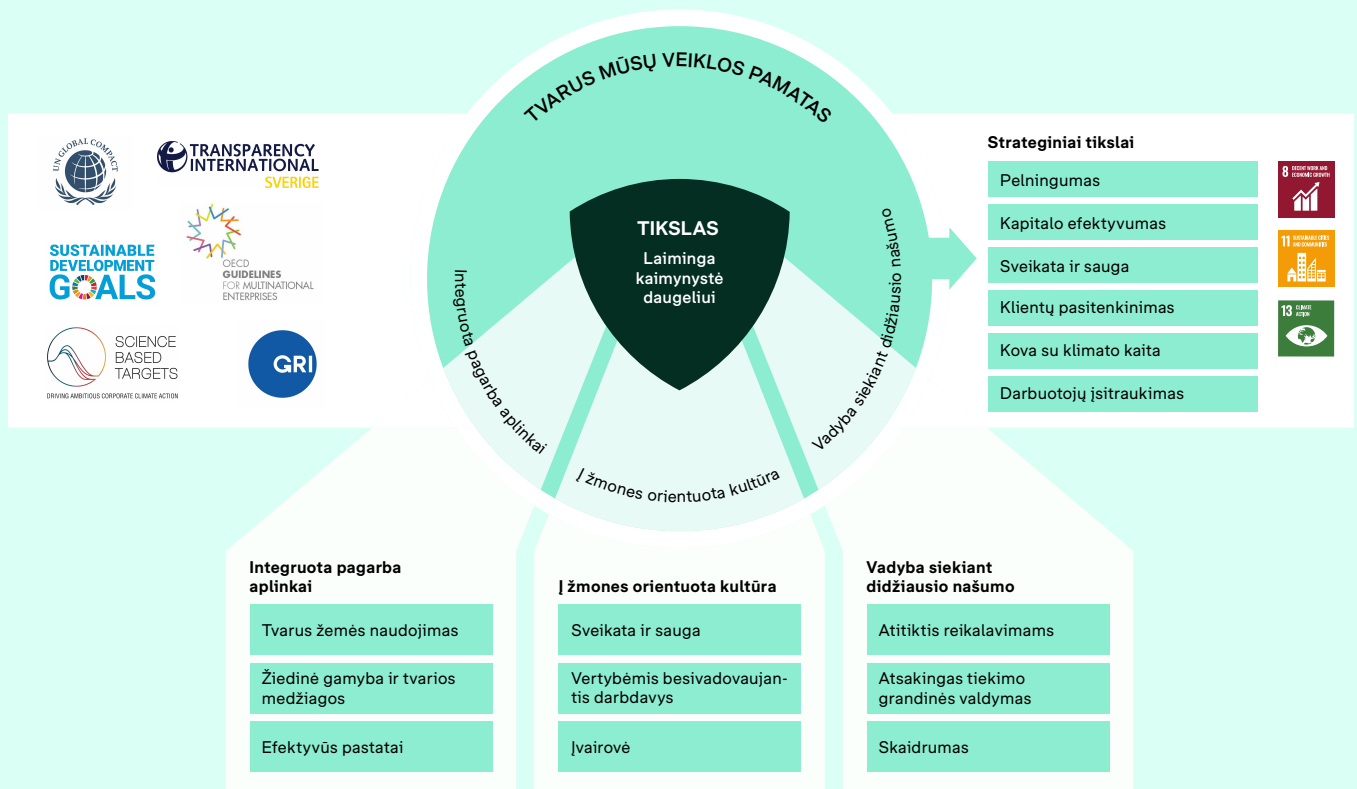 TVARUS MŪSŲ VEIKLOS PAMATAS
UN GLOBAL COMPACT
TRANSPARENCY
INTERNATIONAL
SVERIGE
SUSTAINABLE
DEVELOPMENT
GOALS
OECD
GUIDELINES
FOR MULTINATIONAL
ENTERPRISES
SCIENCE
BASED
TARGETS
DRIVING AMBITIOUS CORPORATE CLIMATE ACTION
GRI
TIKSLAS
Laiminga
kaimynystė
daugeliui
Integruota pagarba aplinkai
Į žmones orientuota kultūra
Vadyba siekiant didžiausio našumo
Strateginiai tikslai
Pelningumas
Kapitalo efektyvumas
Sveikata ir sauga
Klientų pasitenkinimas
Kova su klimato kaita
Darbuotojų įsitraukimas
8 DECENT WORK AND
ECONOMIC GROWTH
11 SUSTAINABLE CITIES
AND COMMUNITIES
13 CLIMATE
ACTION
Integruota pagarba
aplinkai
Tvarus žemės naudojimas
Žiedinė gamyba ir tvarios
medžiagos
Efektyvūs pastatai
Į žmones orientuota kultūra
Sveikata ir sauga
Vertybėmis besivadovaujan-
tis darbdavys
Įvairovė
Vadyba siekiant
didžiausio našumo
Atitiktis reikalavimams
Atsakingas tiekimo
grandinės valdymas
Skaidrumas